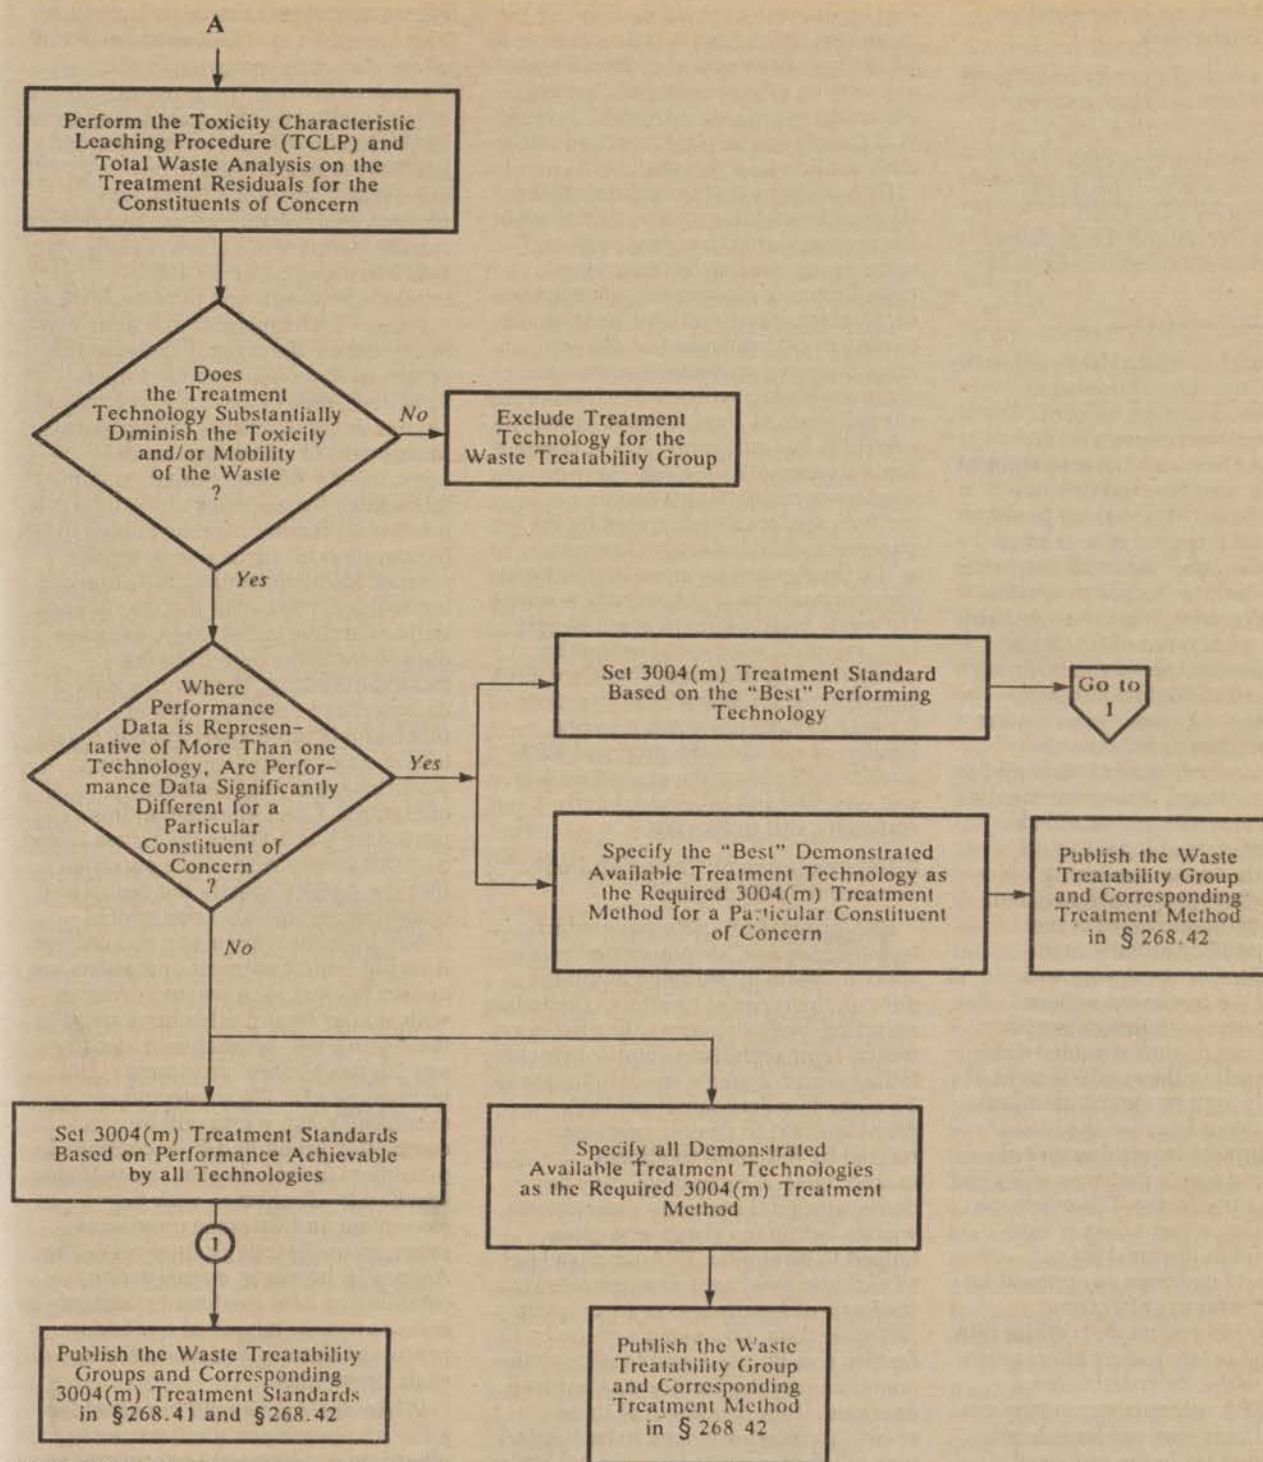 A
Perform the Toxicity Characteristic
Leaching Procedure (TCLP) and
Total Waste Analysis on the
Treatment Residuals for the
Constituents of Concern
Does
the Treatment
Technology Substantially
Diminish the Toxicity
and/or Mobility
of the Waste
?
No
Exclude Treatment
Technology for the
Waste Treatability Group
Yes
Where
Performance
Data is Represen-
tative of More Than one
Technology, Are Perfor-
mance Data Significantly
Different for a
Particular
Constituent of
Concern
?
Yes
Set 3004(m) Treatment Standard
Based on the "Best" Performing
Technology
Go to
1
Specify the "Best" Demonstrated
Available Treatment Technology as
the Required 3004(m) Treatment
Method for a Particular Constituent
of Concern
Publish the Waste
Treatability Group
and Corresponding
Treatment Method
in § 268.42
No
Set 3004(m) Treatment Standards
Based on Performance Achievable
by all Technologies
1
Publish the Waste Treatability
Groups and Corresponding
3004(m) Treatment Standards
in §268.41 and §268.42
Specify all Demonstrated
Available Treatment Technologies
as the Required 3004(m) Treatment
Method
Publish the Waste
Treatability Group
and Corresponding
Treatment Method
in § 268 42